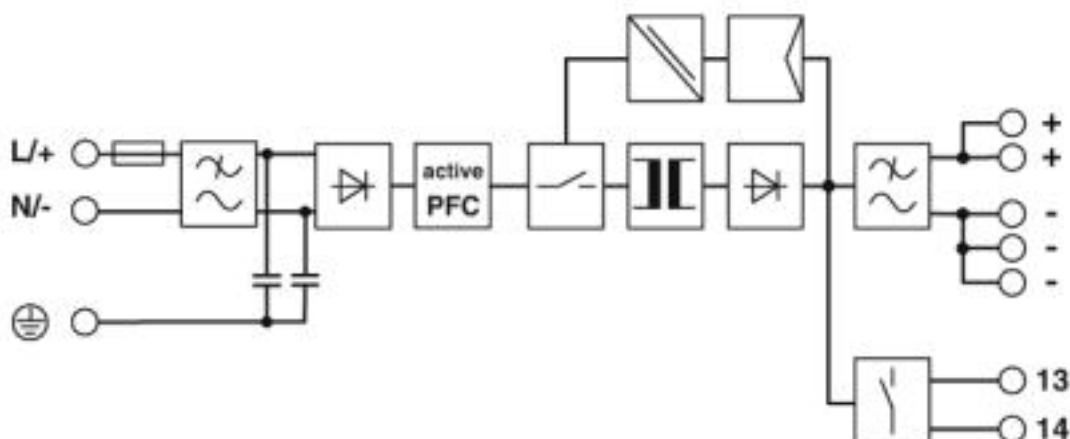 L/+
N/-
active
PFC
+
+
-
-
-
13
14